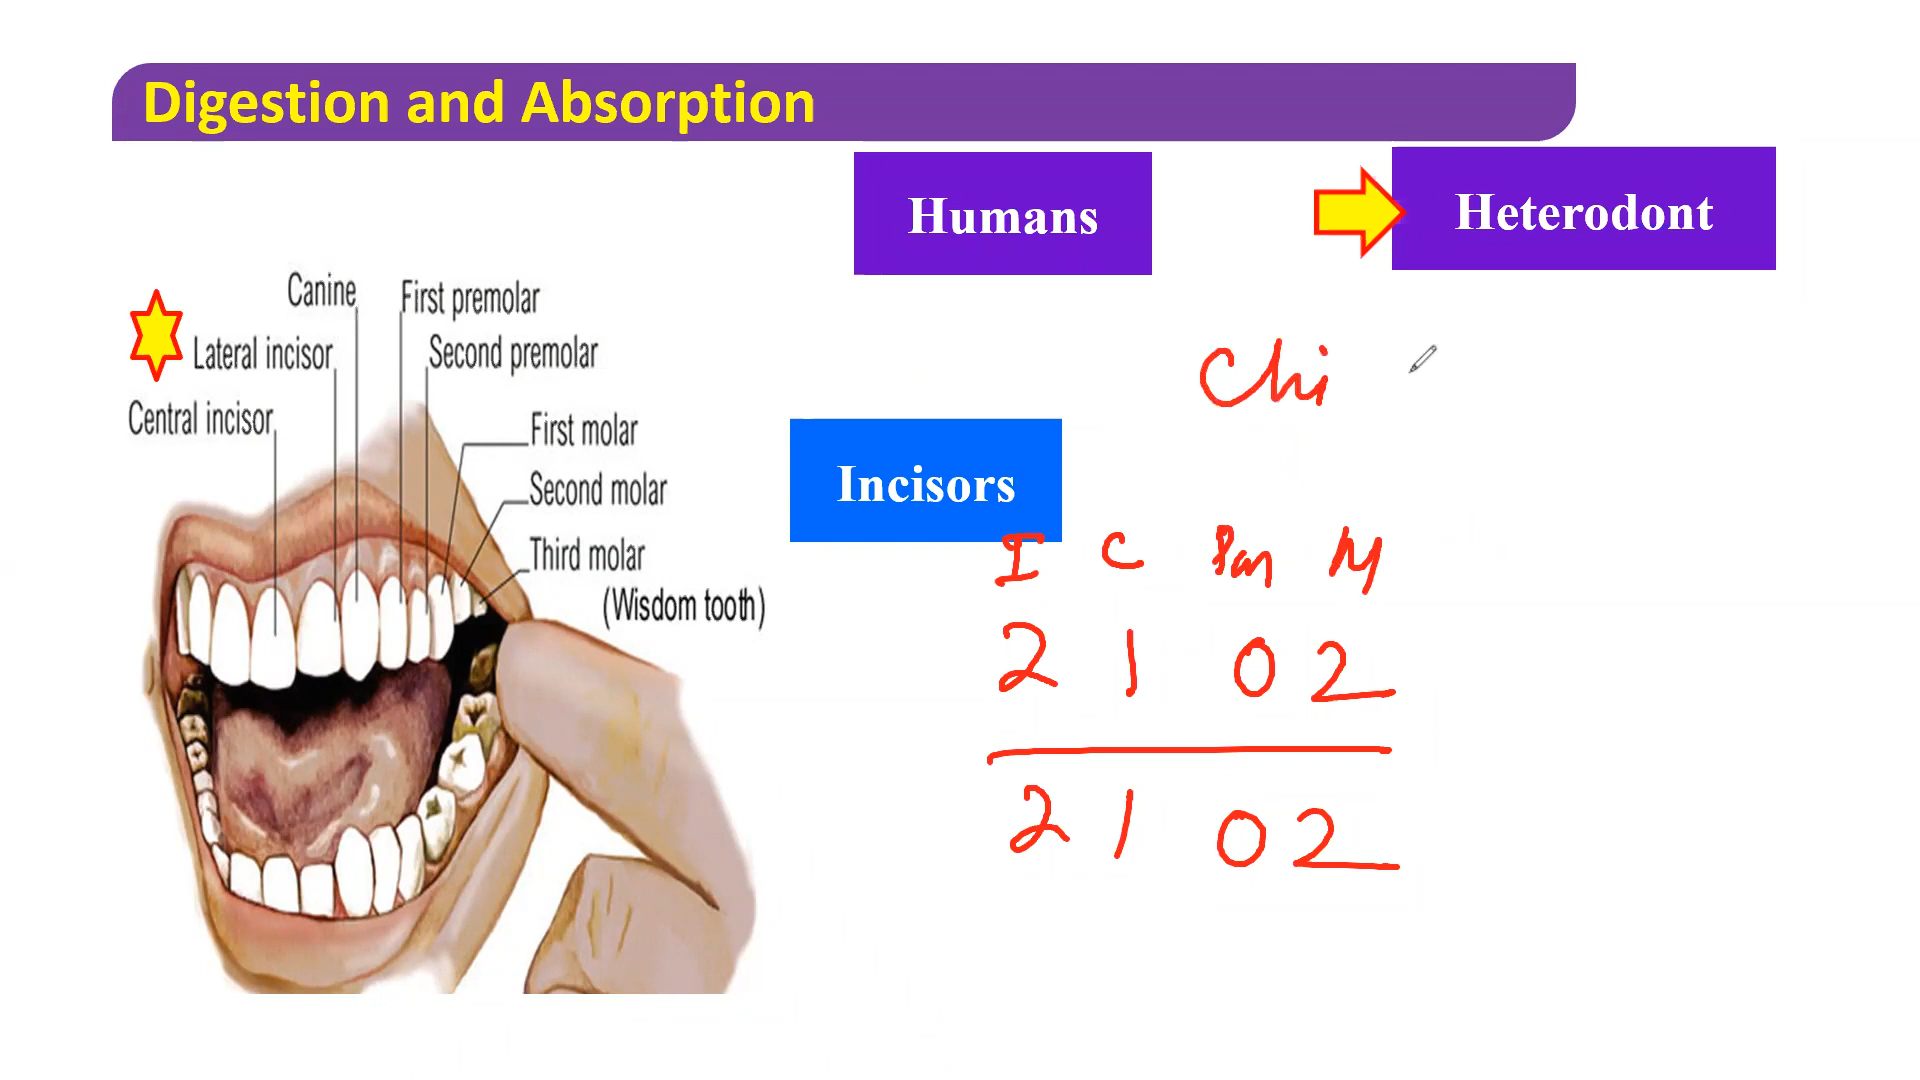 Digestion and Absorption
Humans
Heterodont
Canine
First premolar
Lateral incisor
Second premolar
Central incisor
First molar
Second molar
Third molar
(Wisdom tooth)
Chi
Incisors
I C Pm M
2 1 0 2
2 1 0 2